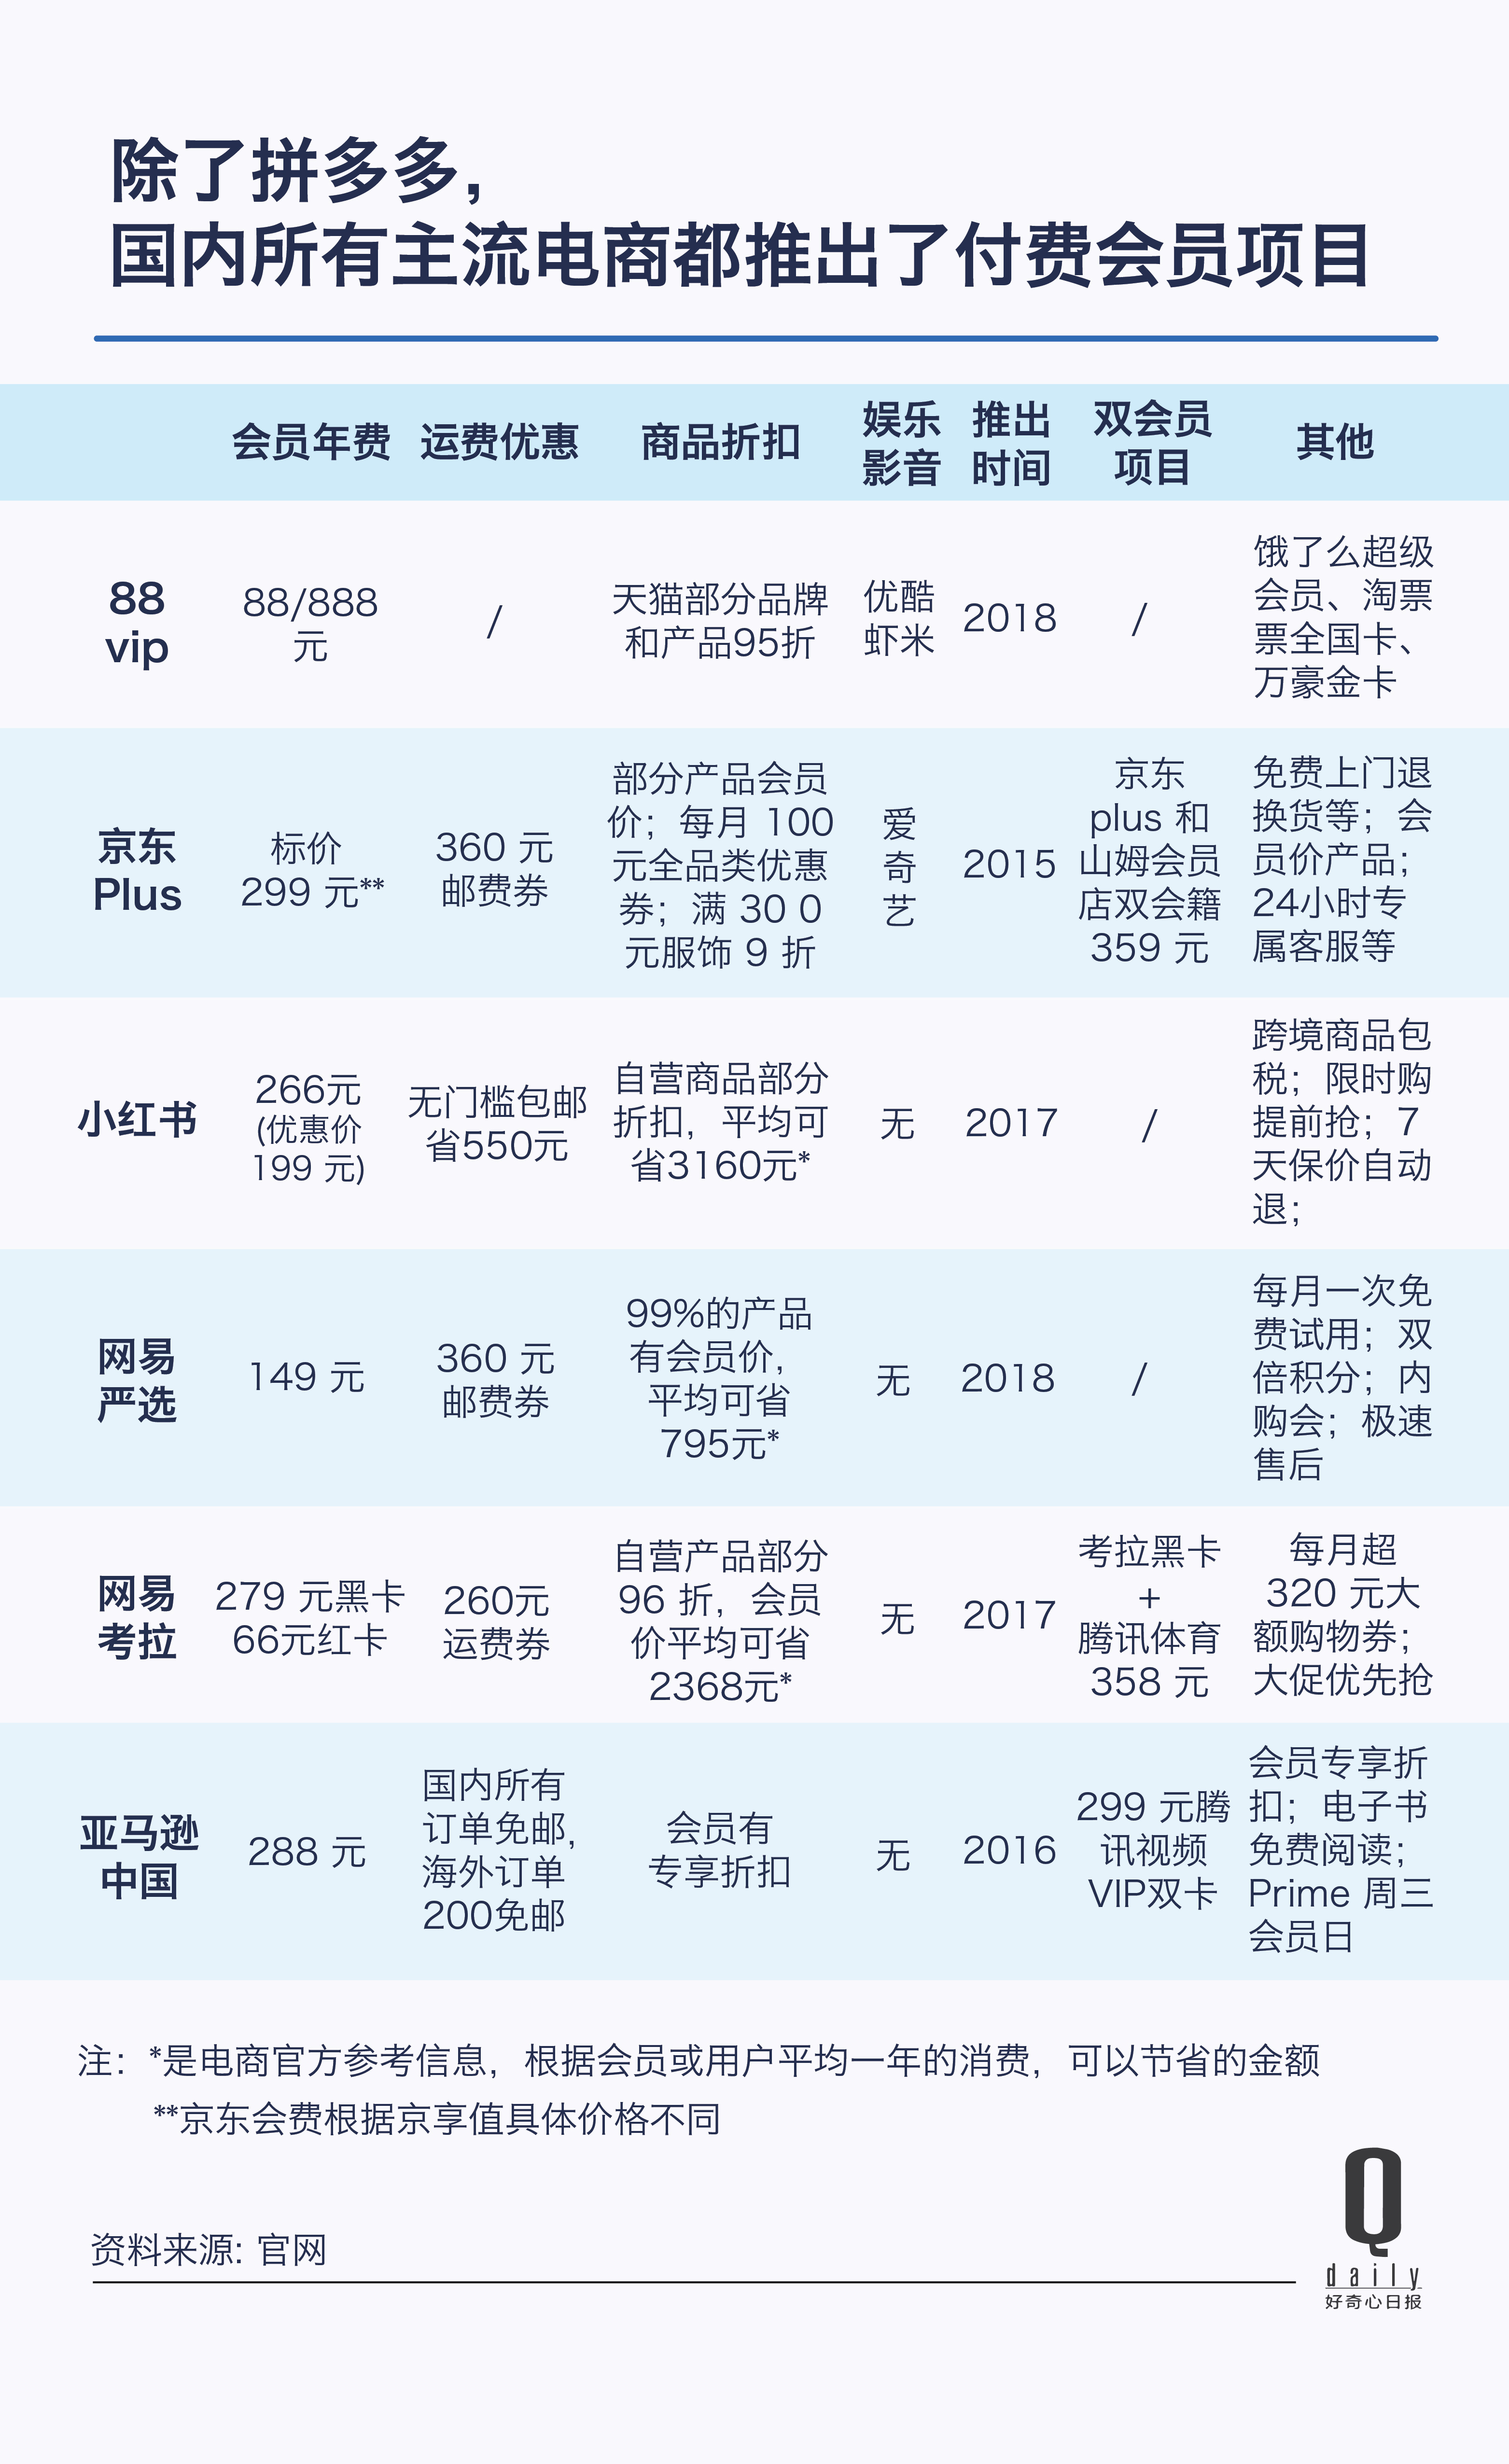 除了拼多多，
国内所有主流电商都推出了付费会员项目
会员年费 运费优惠 商品折扣 娱乐 推出 双会员 其他
影音 时间 项目
88
vip
88/888
元
/
天猫部分品牌
和产品95折
优酷
虾米
2018
/
饿了么超级
会员、淘票
票全国卡、
万豪金卡
京东
Plus
标价
299 元**
360 元
邮费券
部分产品会员
价；每月 100
元全品类优惠
券；满 30 0
元服饰 9 折
爱
奇
艺
2015
京东
plus 和
山姆会员
店双会籍
359 元
免费上门退
换货等；会
员价产品；
24小时专
属客服等
小红书
266元
(优惠价
199 元)
无门槛包邮
省550元
自营商品部分
折扣，平均可
省3160元*
无
2017
/
跨境商品包
税；限时购
提前抢；7
天保价自动
退；
网易
严选
149 元
360 元
邮费券
99%的产品
有会员价，
平均可省
795元*
无
2018
/
每月一次免
费试用；双
倍积分；内
购会；极速
售后
网易
考拉
279 元黑卡
66元红卡
260元
运费券
自营产品部分
96 折，会员
价平均可省
2368元*
无
2017
考拉黑卡
+
腾讯体育
358 元
每月超
320 元大
额购物券；
大促优先抢
亚马逊
中国
288 元
国内所有
订单免邮，
海外订单
200免邮
会员有
专享折扣
无
2016
299 元腾
讯视频
VIP双卡
会员专享折
扣；电子书
免费阅读；
Prime 周三
会员日
注：*是电商官方参考信息，根据会员或用户平均一年的消费，可以节省的金额
**京东会费根据京享值具体价格不同
资料来源: 官网
Q
daily
好奇心日报